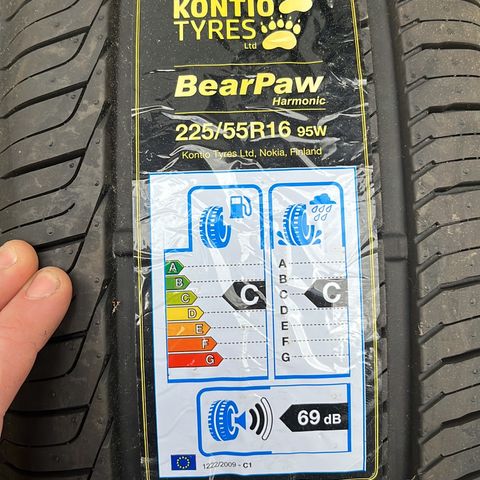 KONTIO
TYRES Ltd
BearPaw
Harmonic
225/55R16 95W
Kontio Tyres Ltd, Nokia, Finland
A
B
C
D
E
F
G
C
A
B
C
D
E
F
G
C
69 dB
1222/2009 - C1